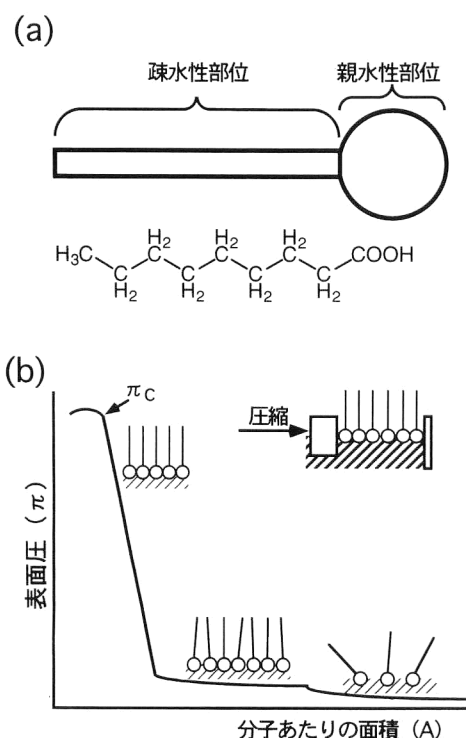 (a)
疎水性部位 親水性部位
H₂ H₂ H₂
H₃C C C C COOH
C C C C
H₂ H₂ H₂ H₂
(b)
π C
圧縮
表面圧 (π)
分子あたりの面積 (A)